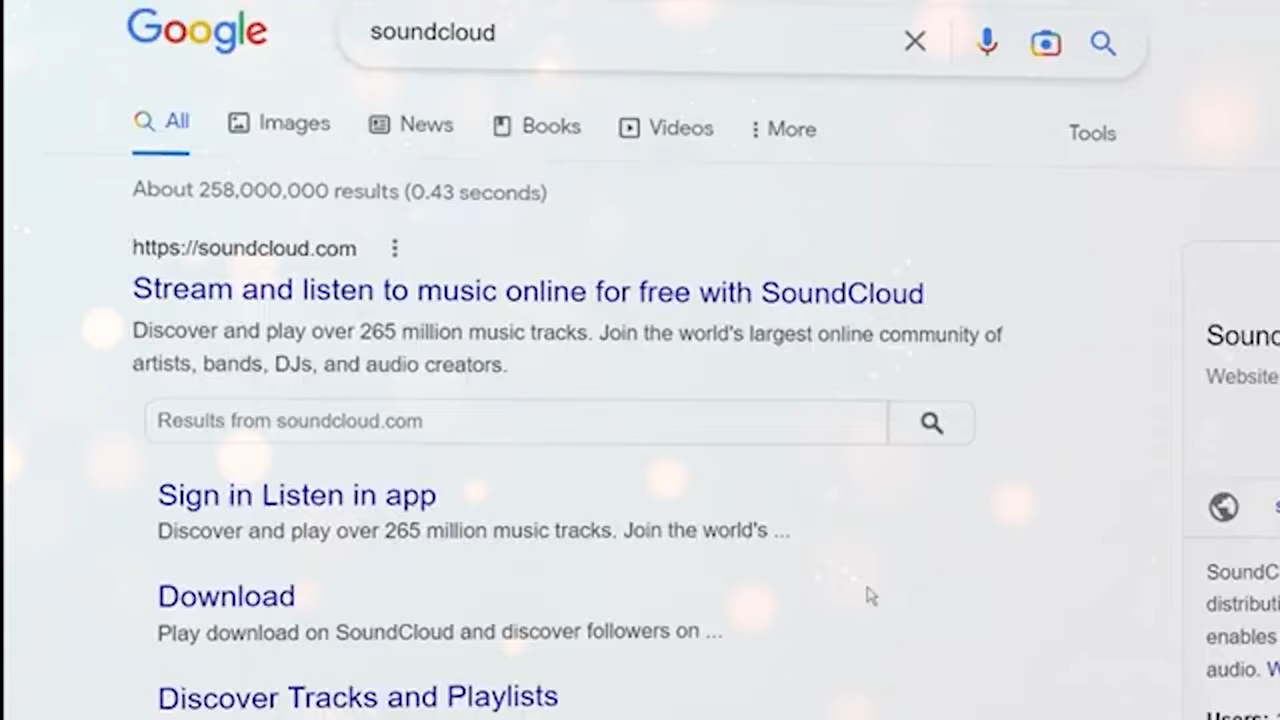 Google
soundcloud
All Images News Books Videos More Tools
About 258,000,000 results (0.43 seconds)
https://soundcloud.com
Stream and listen to music online for free with SoundCloud
Discover and play over 265 million music tracks. Join the world's largest online community of
artists, bands, DJs, and audio creators.
Results from soundcloud.com
Sign in Listen in app
Discover and play over 265 million music tracks. Join the world's ...
Download
Play download on SoundCloud and discover followers on ...
Discover Tracks and Playlists
Website
enables
audio.